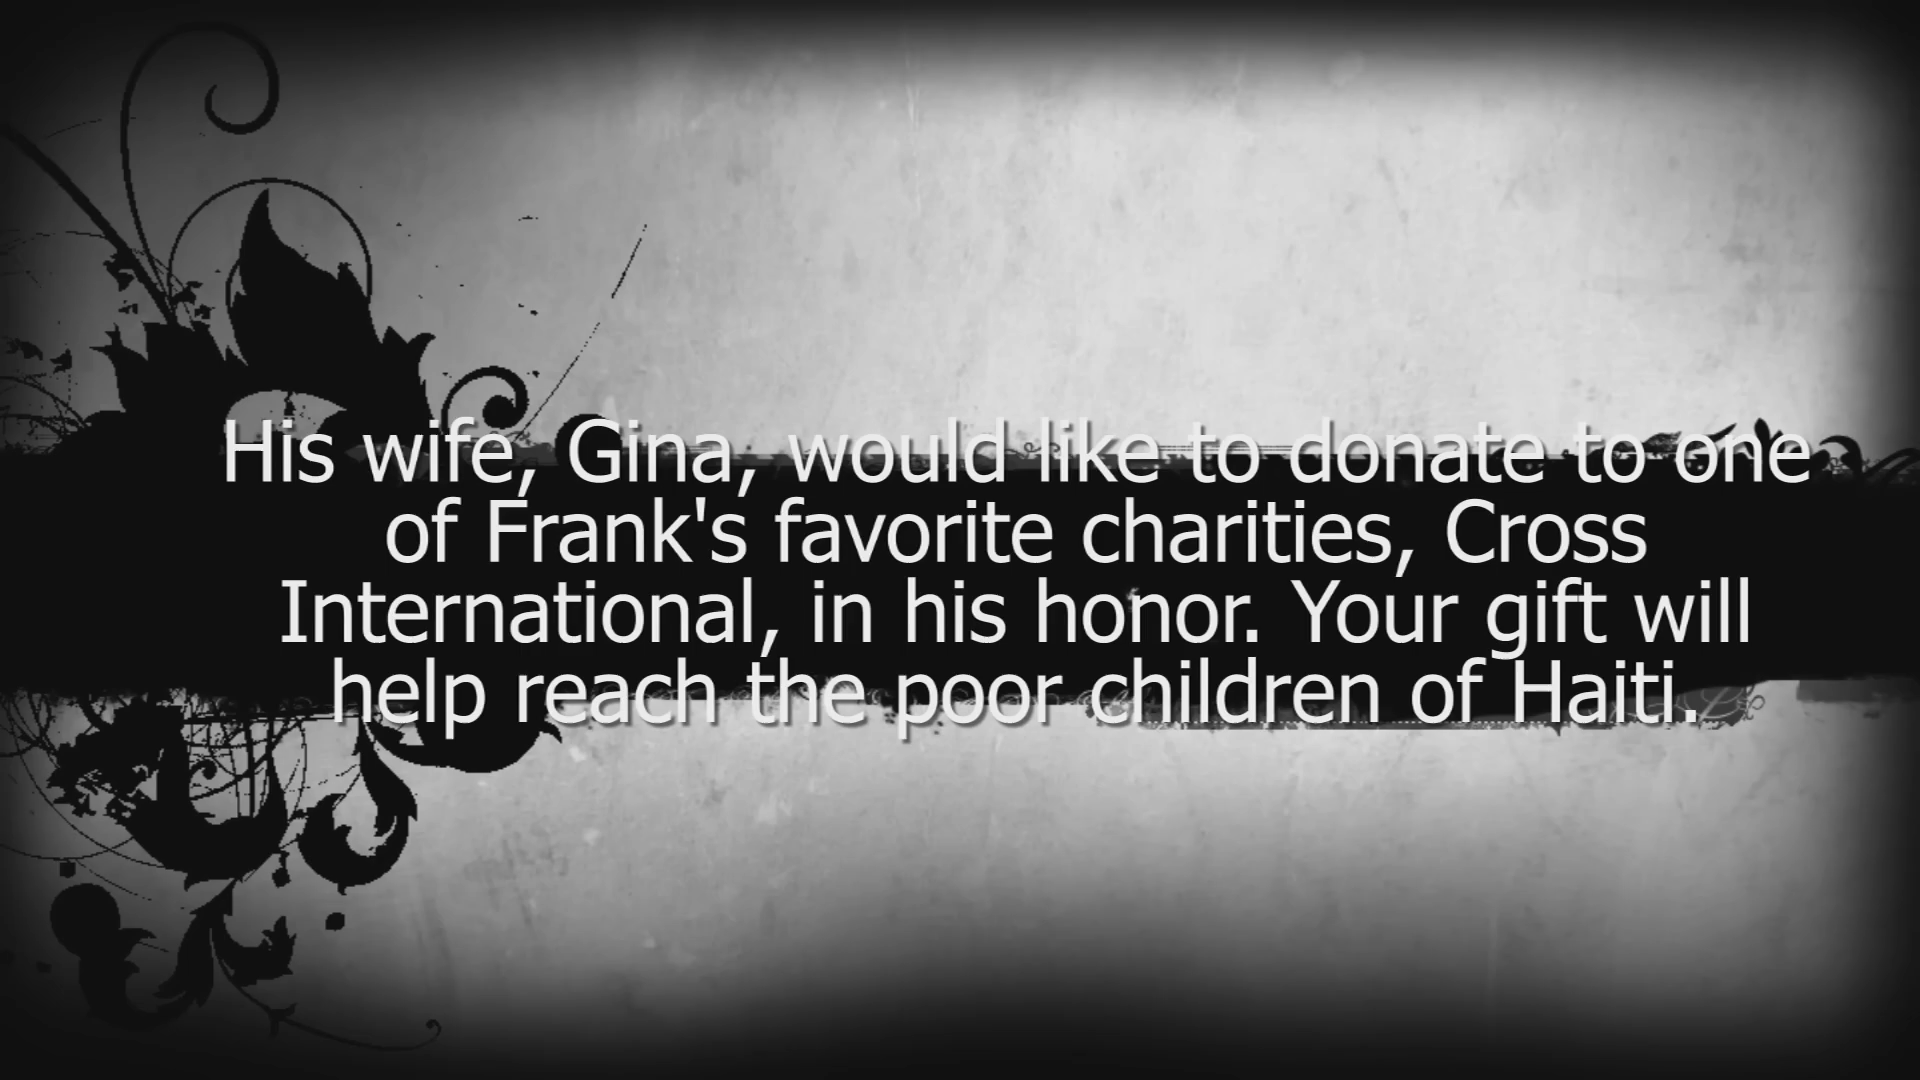 His wife, Gina, would like to donate to one
of Frank's favorite charities, Cross
International, in his honor. Your gift will
help reach the poor children of Haiti.